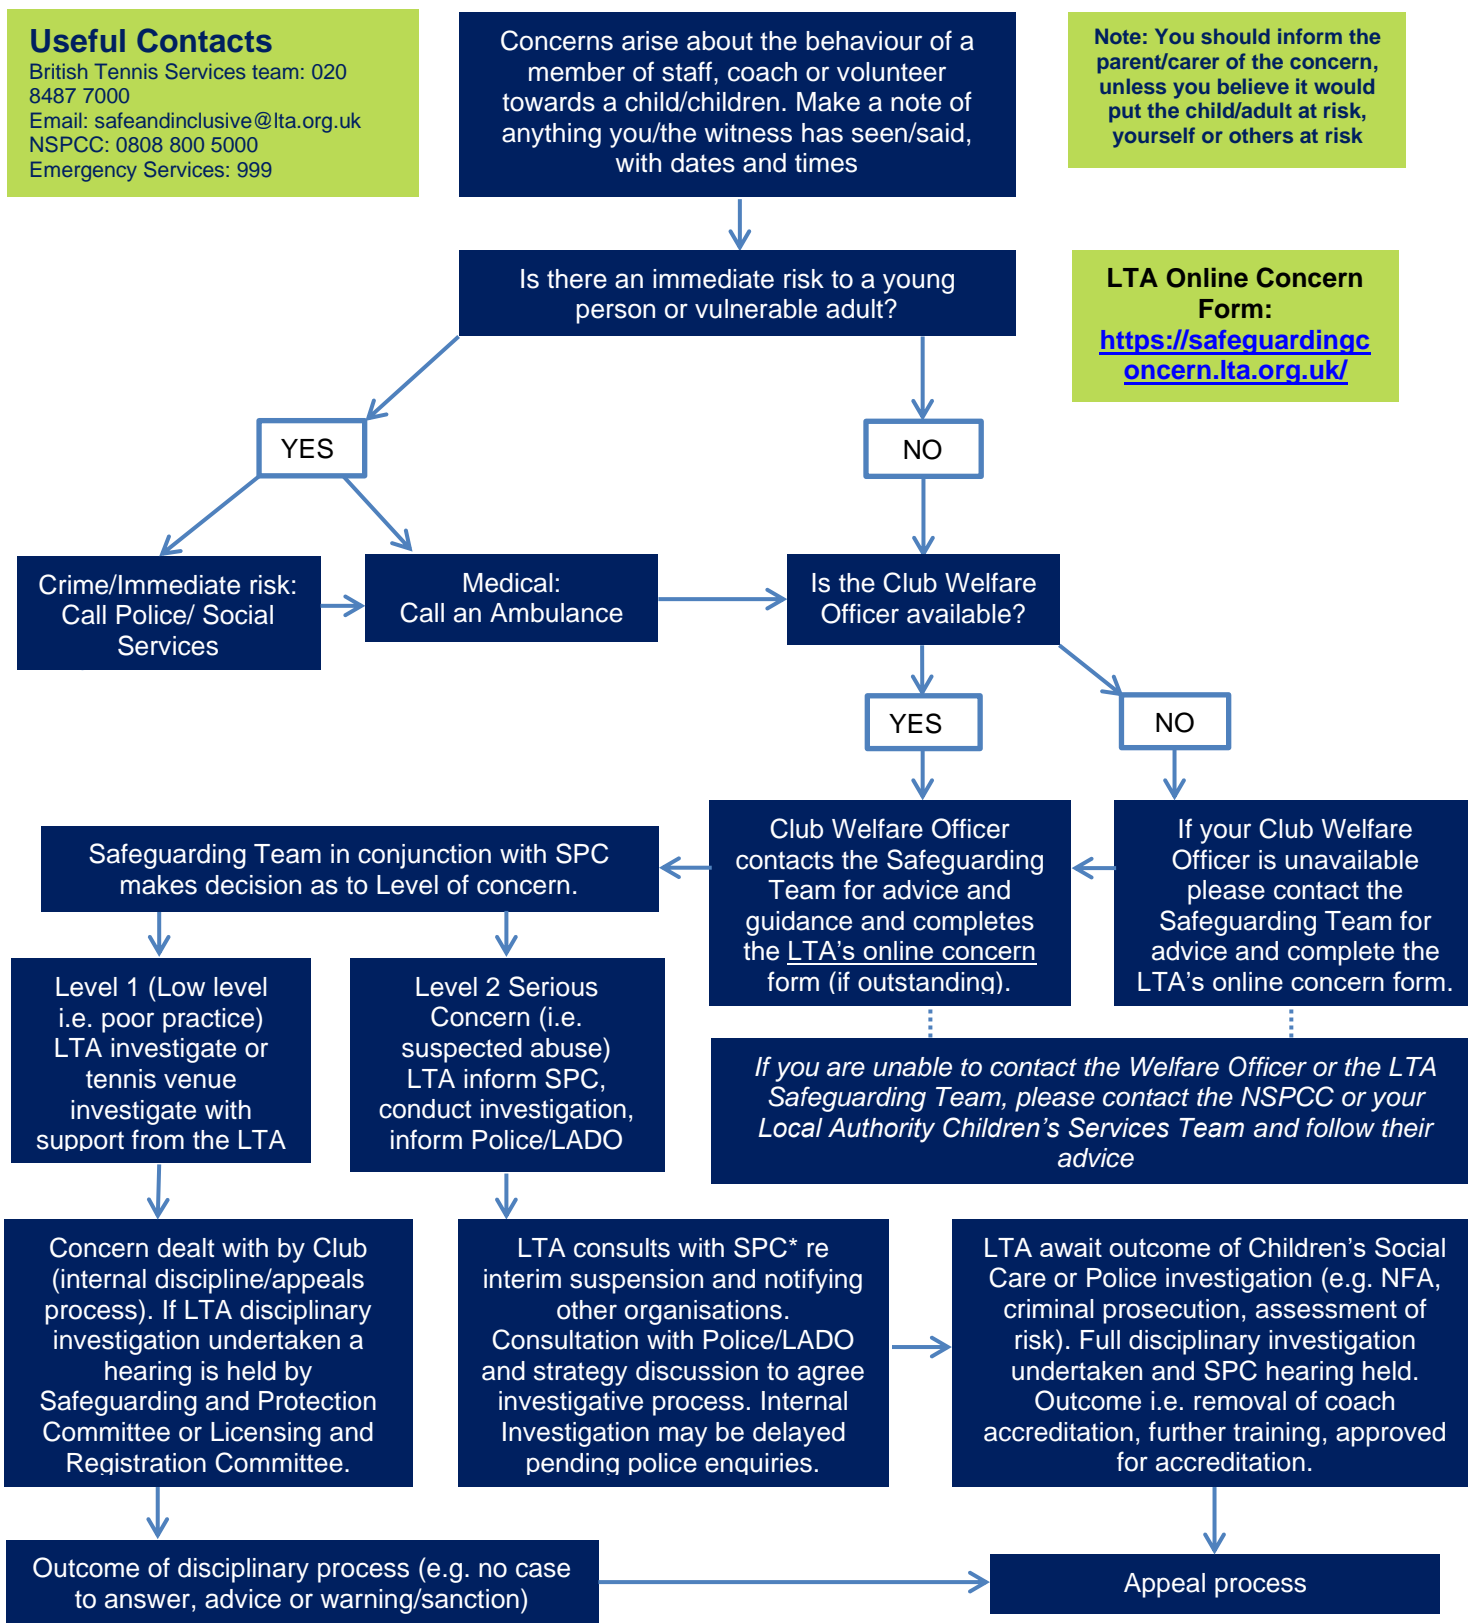 Useful Contacts
British Tennis Services team: 020
8487 7000
Email: safeandinclusive@lta.org.uk
NSPCC: 0808 800 5000
Emergency Services: 999
Concerns arise about the behaviour of a
member of staff, coach or volunteer
towards a child/children. Make a note of
anything you/the witness has seen/said,
with dates and times
Note: You should inform the
parent/carer of the concern,
unless you believe it would
put the child/adult at risk,
yourself or others at risk
Is there an immediate risk to a young
person or vulnerable adult?
LTA Online Concern
Form:
https://safeguardingc
oncern.lta.org.uk/
YES
NO
Crime/Immediate risk:
Call Police/ Social
Services
Medical:
Call an Ambulance
Is the Club Welfare
Officer available?
YES
NO
Safeguarding Team in conjunction with SPC
makes decision as to Level of concern.
Club Welfare Officer
contacts the Safeguarding
Team for advice and
guidance and completes
the LTA's online concern
form (if outstanding).
If your Club Welfare
Officer is unavailable
please contact the
Safeguarding Team for
advice and complete the
LTA's online concern form.
Level 1 (Low level
i.e. poor practice)
LTA investigate or
tennis venue
investigate with
support from the LTA
Level 2 Serious
Concern (i.e.
suspected abuse)
LTA inform SPC,
conduct investigation,
inform Police/LADO
If you are unable to contact the Welfare Officer or the LTA
Safeguarding Team, please contact the NSPCC or your
Local Authority Children's Services Team and follow their
advice
Concern dealt with by Club
(internal discipline/appeals
process). If LTA disciplinary
investigation undertaken a
hearing is held by
Safeguarding and Protection
Committee or Licensing and
Registration Committee.
LTA consults with SPC* re
interim suspension and notifying
other organisations.
Consultation with Police/LADO
and strategy discussion to agree
investigative process. Internal
Investigation may be delayed
pending police enquiries.
LTA await outcome of Children's Social
Care or Police investigation (e.g. NFA,
criminal prosecution, assessment of
risk). Full disciplinary investigation
undertaken and SPC hearing held.
Outcome i.e. removal of coach
accreditation, further training, approved
for accreditation.
Outcome of disciplinary process (e.g. no case
to answer, advice or warning/sanction)
Appeal process